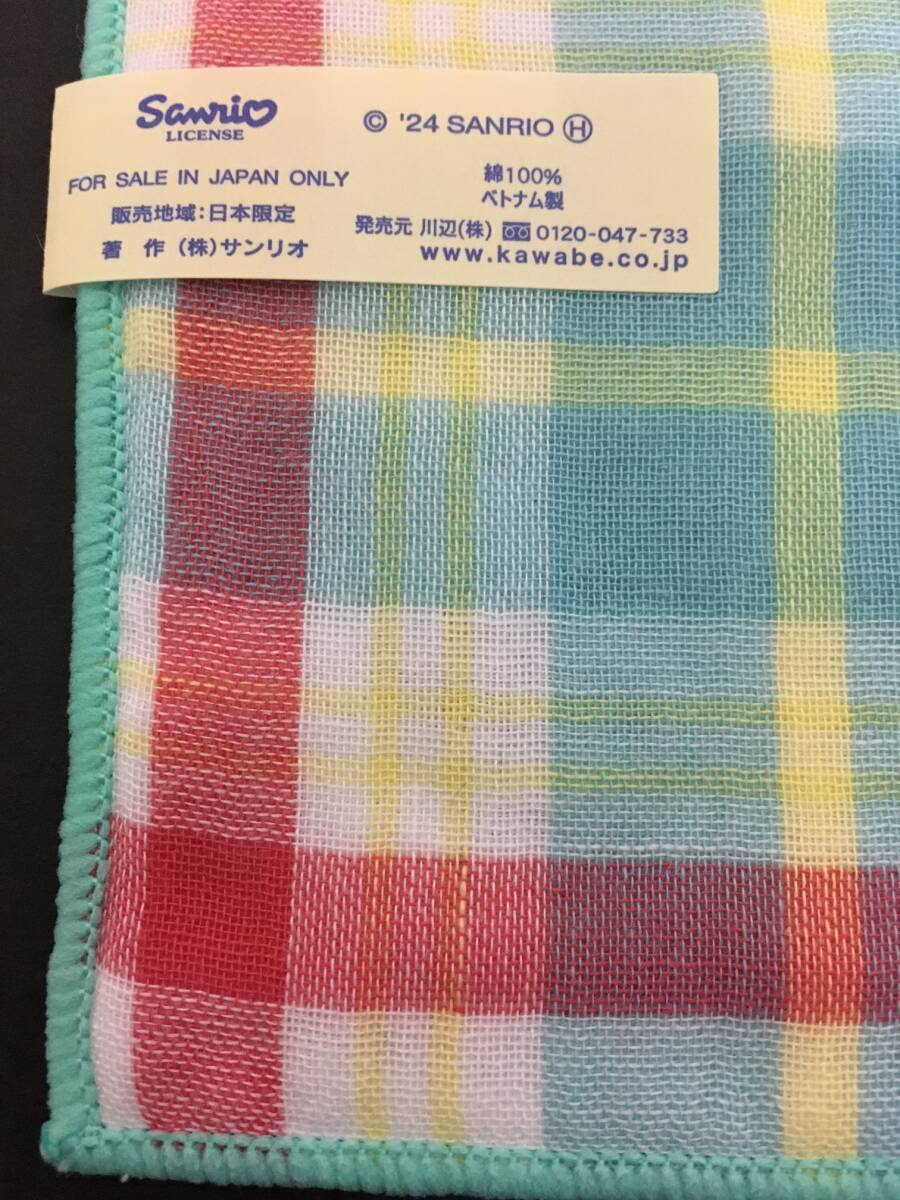 Sanrio
LICENSE
FOR SALE IN JAPAN ONLY
販売地域:日本限定
著 作 (株)サンリオ
© '24 SANRIO Ⓗ
綿100%
ベトナム製
発売元 川辺(株) 0120-047-733
www.kawabe.co.jp